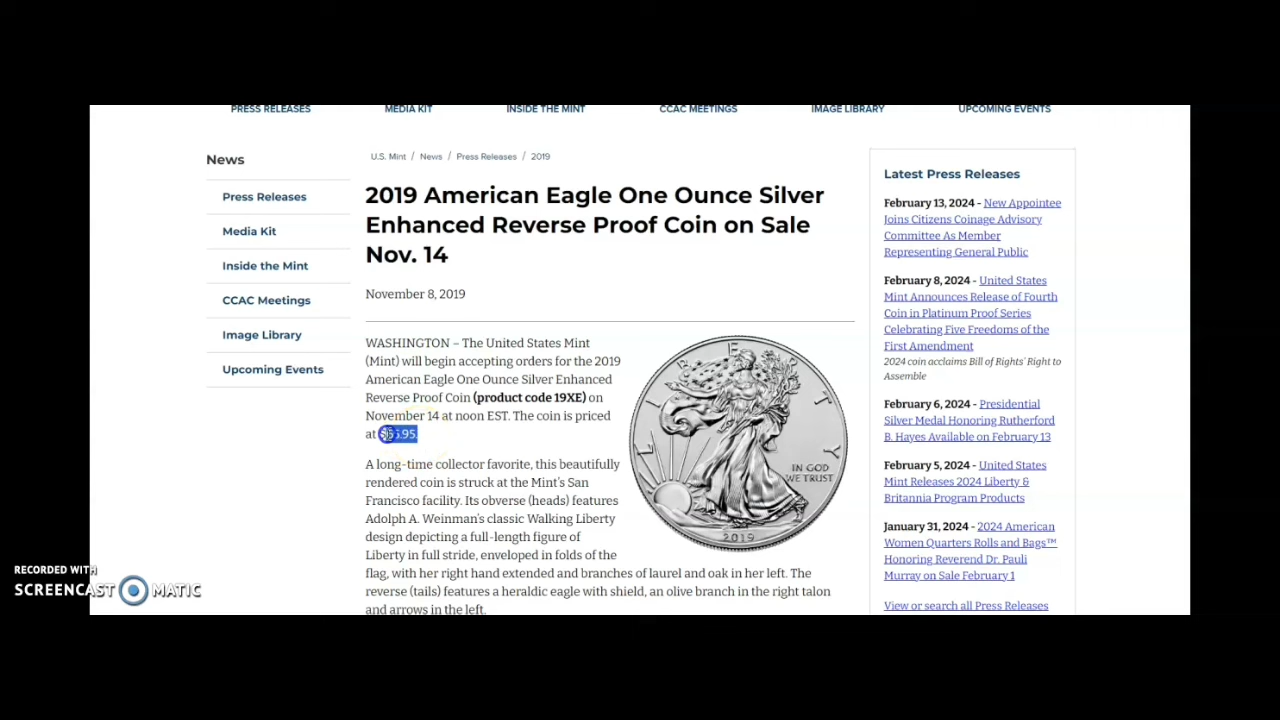 PRESS RELEASES
MEDIA KIT
INSIDE THE MINT
CCAC MEETINGS
IMAGE LIBRARY
UPCOMING EVENTS
News
Press Releases
Media Kit
Inside the Mint
CCAC Meetings
Image Library
Upcoming Events
U.S. Mint / News / Press Releases / 2019
2019 American Eagle One Ounce Silver
Enhanced Reverse Proof Coin on Sale
Nov. 14
November 8, 2019
WASHINGTON – The United States Mint
(Mint) will begin accepting orders for the 2019
American Eagle One Ounce Silver Enhanced
Reverse Proof Coin (product code 19XE) on
November 14 at noon EST. The coin is priced
at
A long-time collector favorite, this beautifully
rendered coin is struck at the Mint’s San
Francisco facility. Its obverse (heads) features
Adolph A. Weinman’s classic Walking Liberty
design depicting a full-length figure of
Liberty in full stride, enveloped in folds of the
flag, with her right hand extended and branches of laurel and oak in her left. The
reverse (tails) features a heraldic eagle with shield, an olive branch in the right talon
and arrows in the left.
LIBERTY
IN GOD
WE TRUST
2019
Latest Press Releases
February 13, 2024 - New Appointee
Joins Citizens Coinage Advisory
Committee As Member
Representing General Public
February 8, 2024 - United States
Mint Announces Release of Fourth
Coin in Platinum Proof Series
Celebrating Five Freedoms of the
First Amendment
2024 coin acclaims Bill of Rights' Right to
Assemble
February 6, 2024 - Presidential
Silver Medal Honoring Rutherford
B. Hayes Available on February 13
February 5, 2024 - United States
Mint Releases 2024 Liberty &
Britannia Program Products
January 31, 2024 - 2024 American
Women Quarters Rolls and Bags™
Honoring Reverend Dr. Pauli
Murray on Sale February 1
View or search all Press Releases
RECORDED WITH
SCREENCAST MATIC